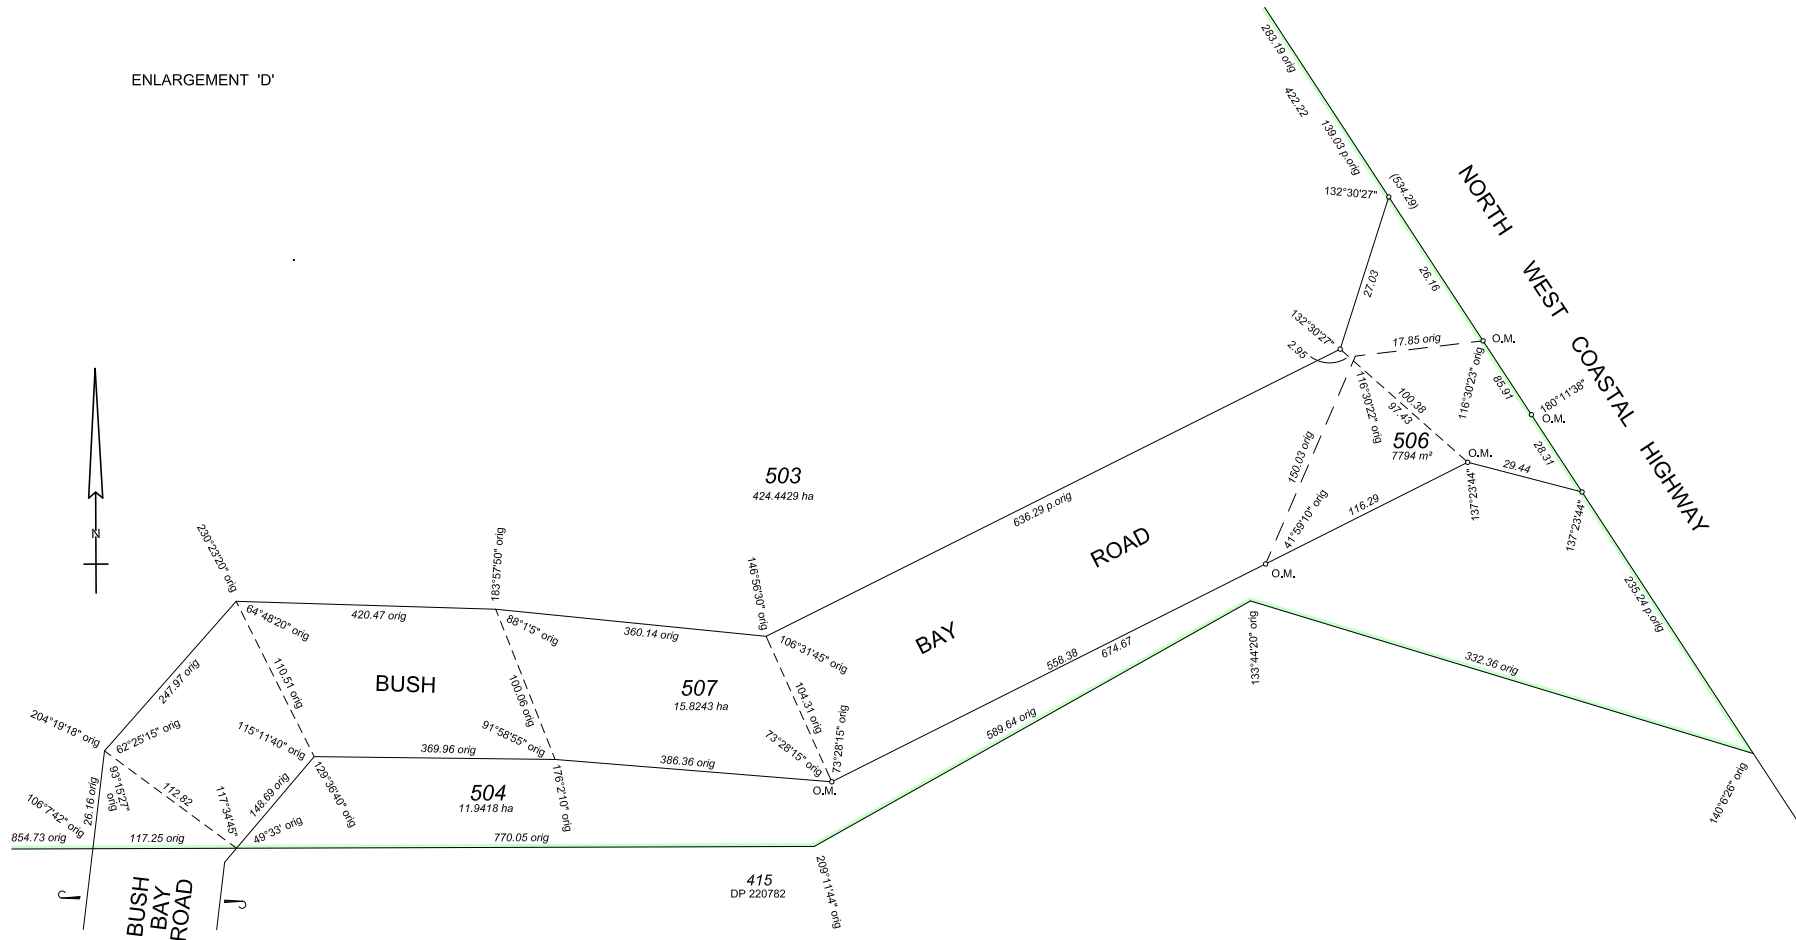 ENLARGEMENT 'D'
283.19 orig
422.22
139.03 p.orig
132°30'27"
(534.29)
NORTH WEST COASTAL HIGHWAY
27.03
26.16
132°30'27"
2.95
17.85 orig
O.M.
116°30'23" orig
85.91
180°11'38"
O.M.
116°30'22" orig
100.38
97.43
506
7794 m²
O.M.
28.31
29.44
150.03 orig
41°59'10" orig
116.29
137°23'44"
137°23'44"
O.M.
503
424.4429 ha
636.29 p.orig
ROAD
N
230°23'20" orig
183°57'50" orig
146°56'30" orig
64°48'20" orig
420.47 orig
88°1'5" orig
360.14 orig
106°31'45" orig
BAY
558.38
674.67
133°44'20" orig
332.36 orig
235.24 p.orig
247.97 orig
110.51 orig
BUSH
100.06 orig
507
15.8243 ha
104.31 orig
73°28'15" orig
73°28'15" orig
589.64 orig
204°19'18" orig
62°25'15" orig
115°11'40" orig
369.96 orig
91°58'55" orig
386.36 orig
O.M.
140°6'26" orig
93°15'27" orig
112.82
26.16 orig
106°7'42" orig
117°34'45"
148.69 orig
129°36'40" orig
49°33' orig
504
11.9418 ha
176°2'10" orig
854.73 orig
117.25 orig
770.05 orig
209°11'44" orig
415
DP 220782
BUSH
BAY
ROAD